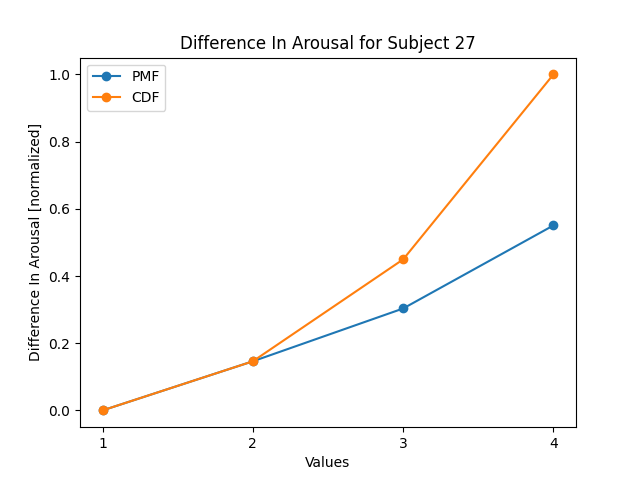 Difference In Arousal for Subject 27
PMF
CDF
1.0
0.8
0.6
0.4
0.2
0.0
Difference In Arousal [normalized]
1 2 3 4
Values